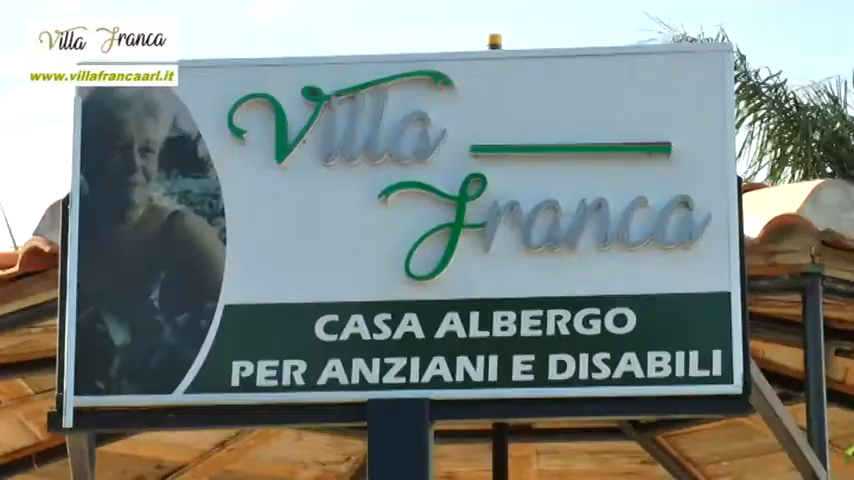 Villa Franca
www.villafrancaarl.it
Villa
Franca
CASA ALBERGO
PER ANZIANI E DISABILI